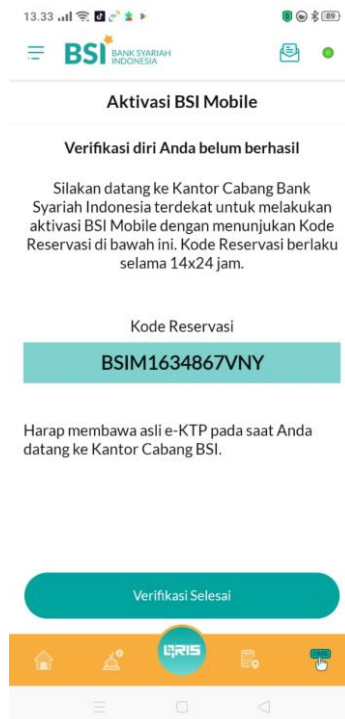 13.33
89
BSI BANK SYARIAH
INDONESIA
Aktivasi BSI Mobile
Verifikasi diri Anda belum berhasil
Silakan datang ke Kantor Cabang Bank
Syariah Indonesia terdekat untuk melakukan
aktivasi BSI Mobile dengan menunjukan Kode
Reservasi di bawah ini. Kode Reservasi berlaku
selama 14x24 jam.
Kode Reservasi
BSIM1634867VNY
Harap membawa asli e-KTP pada saat Anda
datang ke Kantor Cabang BSI.
Verifikasi Selesai
QRIS
CARE